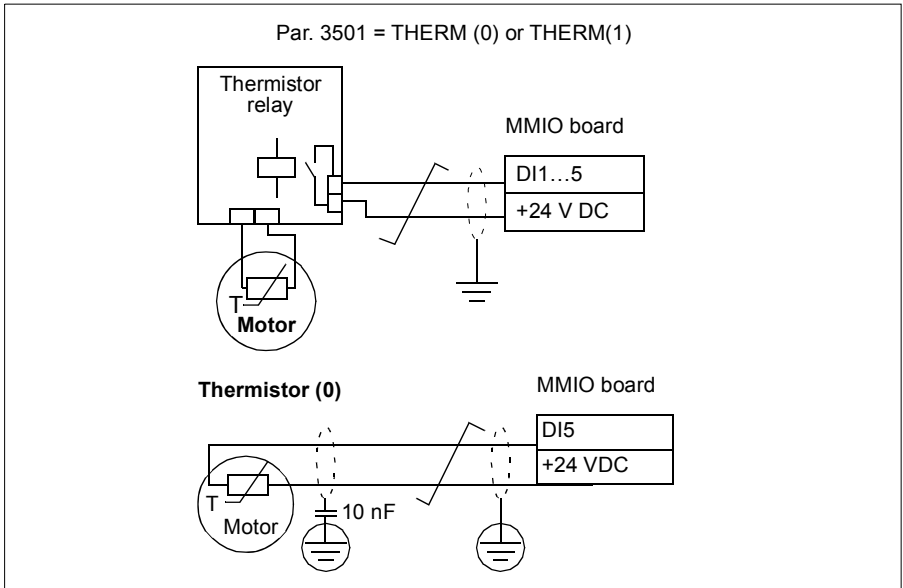 Par. 3501 = THERM (0) or THERM(1)
Thermistor
relay
MMIO board
DI1…5
+24 V DC
T
Motor
Thermistor (0)
MMIO board
DI5
+24 VDC
T
Motor
10 nF